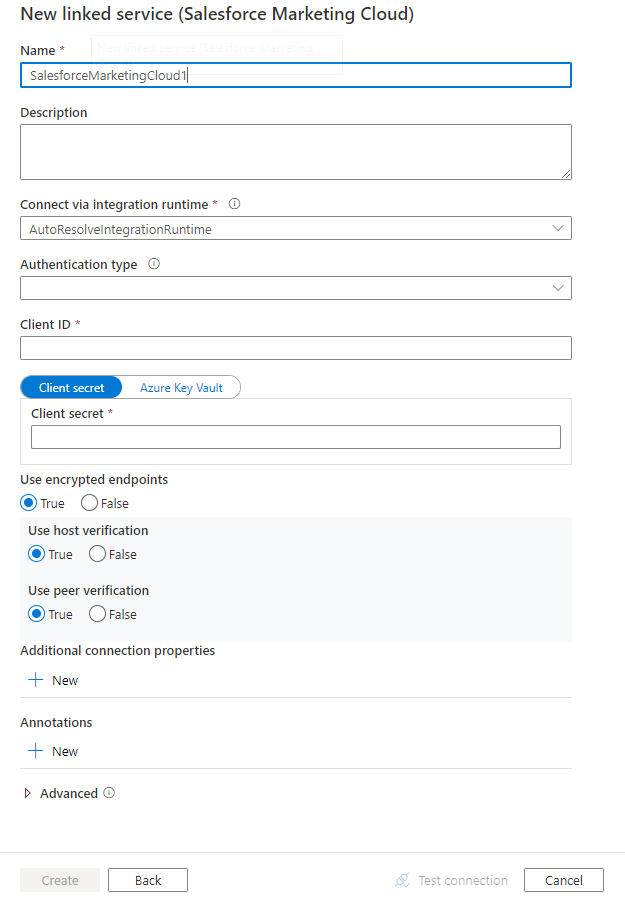 New linked service (Salesforce Marketing Cloud)
Name *
New linked service (Salesforce Marketing
SalesforceMarketingCloud1
Description
Connect via integration runtime *
AutoResolveIntegrationRuntime
Authentication type
Client ID *
Client secret Azure Key Vault
Client secret *
Use encrypted endpoints
True False
Use host verification
True False
Use peer verification
True False
Additional connection properties
New
Annotations
New
Advanced
Create Back Test connection Cancel